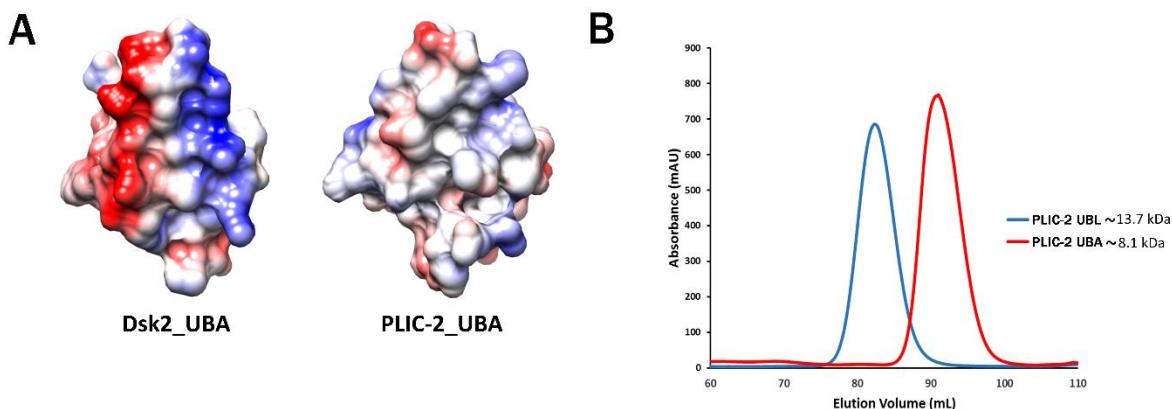 A
Dsk2_UBA
PLIC-2_UBA
B
Absorbance (mAU)
900
800
700
600
500
400
300
200
100
0
60
70
80
90
100
110
Elution Volume (mL)
PLIC-2 UBL ~13.7 kDa
PLIC-2 UBA ~8.1 kDa